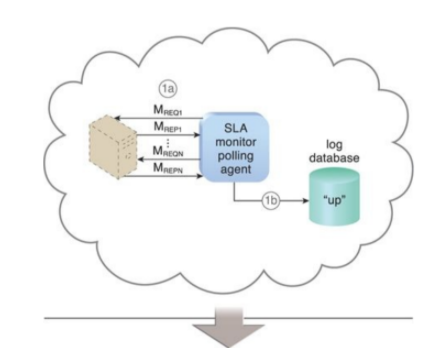 1a
MREQ1
MREP1
⋮
MREQN
MREPN
SLA
monitor
polling
agent
1b
log
database
“up”